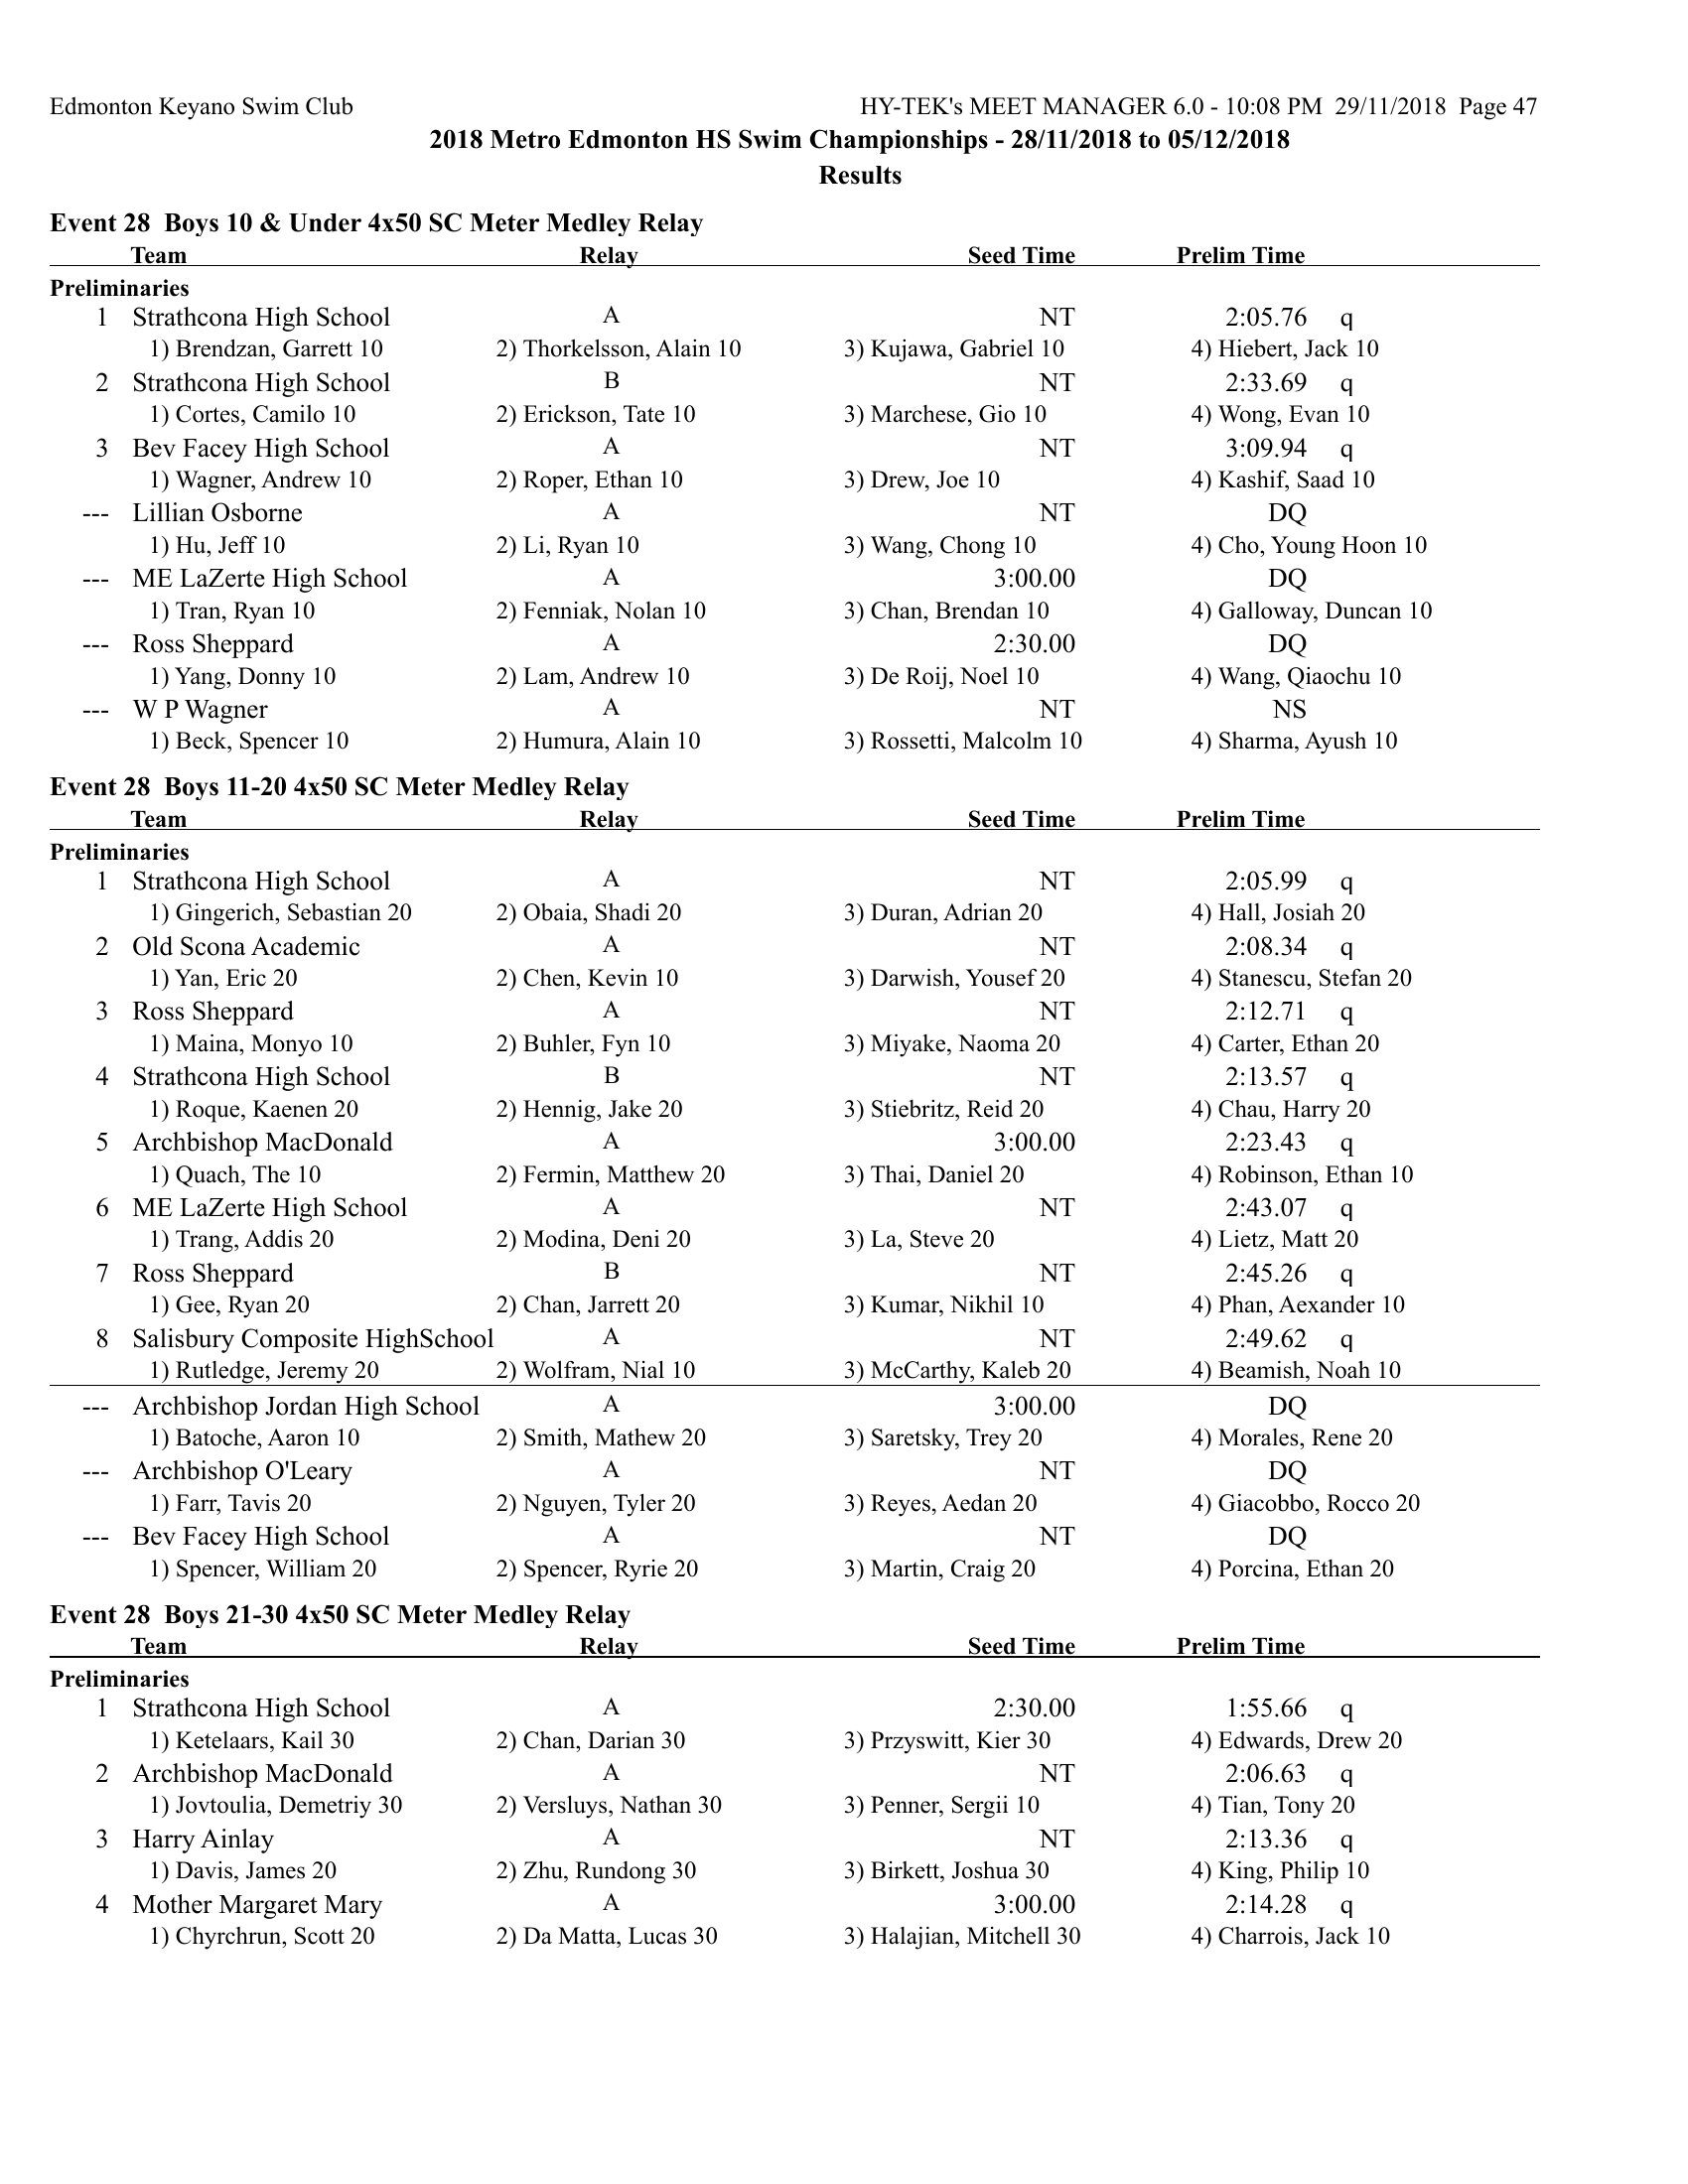 Edmonton Keyano Swim Club HY-TEK's MEET MANAGER 6.0 - 10:08 PM 29/11/2018 Page 47
2018 Metro Edmonton HS Swim Championships - 28/11/2018 to 05/12/2018
Results
Event 28 Boys 10 & Under 4x50 SC Meter Medley Relay
Team Relay Seed Time Prelim Time
Preliminaries
1 Strathcona High School A NT 2:05.76 q
1) Brendzan, Garrett 10 2) Thorkelsson, Alain 10 3) Kujawa, Gabriel 10 4) Hiebert, Jack 10
2 Strathcona High School B NT 2:33.69 q
1) Cortes, Camilo 10 2) Erickson, Tate 10 3) Marchese, Gio 10 4) Wong, Evan 10
3 Bev Facey High School A NT 3:09.94 q
1) Wagner, Andrew 10 2) Roper, Ethan 10 3) Drew, Joe 10 4) Kashif, Saad 10
--- Lillian Osborne A NT DQ
1) Hu, Jeff 10 2) Li, Ryan 10 3) Wang, Chong 10 4) Cho, Young Hoon 10
--- ME LaZerte High School A 3:00.00 DQ
1) Tran, Ryan 10 2) Fenniak, Nolan 10 3) Chan, Brendan 10 4) Galloway, Duncan 10
--- Ross Sheppard A 2:30.00 DQ
1) Yang, Donny 10 2) Lam, Andrew 10 3) De Roij, Noel 10 4) Wang, Qiaochu 10
--- W P Wagner A NT NS
1) Beck, Spencer 10 2) Humura, Alain 10 3) Rossetti, Malcolm 10 4) Sharma, Ayush 10
Event 28 Boys 11-20 4x50 SC Meter Medley Relay
Team Relay Seed Time Prelim Time
Preliminaries
1 Strathcona High School A NT 2:05.99 q
1) Gingerich, Sebastian 20 2) Obaia, Shadi 20 3) Duran, Adrian 20 4) Hall, Josiah 20
2 Old Scona Academic A NT 2:08.34 q
1) Yan, Eric 20 2) Chen, Kevin 10 3) Darwish, Yousef 20 4) Stanescu, Stefan 20
3 Ross Sheppard A NT 2:12.71 q
1) Maina, Monyo 10 2) Buhler, Fyn 10 3) Miyake, Naoma 20 4) Carter, Ethan 20
4 Strathcona High School B NT 2:13.57 q
1) Roque, Kaenen 20 2) Hennig, Jake 20 3) Stiebritz, Reid 20 4) Chau, Harry 20
5 Archbishop MacDonald A 3:00.00 2:23.43 q
1) Quach, The 10 2) Fermin, Matthew 20 3) Thai, Daniel 20 4) Robinson, Ethan 10
6 ME LaZerte High School A NT 2:43.07 q
1) Trang, Addis 20 2) Modina, Deni 20 3) La, Steve 20 4) Lietz, Matt 20
7 Ross Sheppard B NT 2:45.26 q
1) Gee, Ryan 20 2) Chan, Jarrett 20 3) Kumar, Nikhil 10 4) Phan, Aexander 10
8 Salisbury Composite HighSchool A NT 2:49.62 q
1) Rutledge, Jeremy 20 2) Wolfram, Nial 10 3) McCarthy, Kaleb 20 4) Beamish, Noah 10
--- Archbishop Jordan High School A 3:00.00 DQ
1) Batoche, Aaron 10 2) Smith, Mathew 20 3) Saretsky, Trey 20 4) Morales, Rene 20
--- Archbishop O'Leary A NT DQ
1) Farr, Tavis 20 2) Nguyen, Tyler 20 3) Reyes, Aedan 20 4) Giacobbo, Rocco 20
--- Bev Facey High School A NT DQ
1) Spencer, William 20 2) Spencer, Ryrie 20 3) Martin, Craig 20 4) Porcina, Ethan 20
Event 28 Boys 21-30 4x50 SC Meter Medley Relay
Team Relay Seed Time Prelim Time
Preliminaries
1 Strathcona High School A 2:30.00 1:55.66 q
1) Ketelaars, Kail 30 2) Chan, Darian 30 3) Przyswitt, Kier 30 4) Edwards, Drew 20
2 Archbishop MacDonald A NT 2:06.63 q
1) Jovtoulia, Demetriy 30 2) Versluys, Nathan 30 3) Penner, Sergii 10 4) Tian, Tony 20
3 Harry Ainlay A NT 2:13.36 q
1) Davis, James 20 2) Zhu, Rundong 30 3) Birkett, Joshua 30 4) King, Philip 10
4 Mother Margaret Mary A 3:00.00 2:14.28 q
1) Chyrchrun, Scott 20 2) Da Matta, Lucas 30 3) Halajian, Mitchell 30 4) Charrois, Jack 10